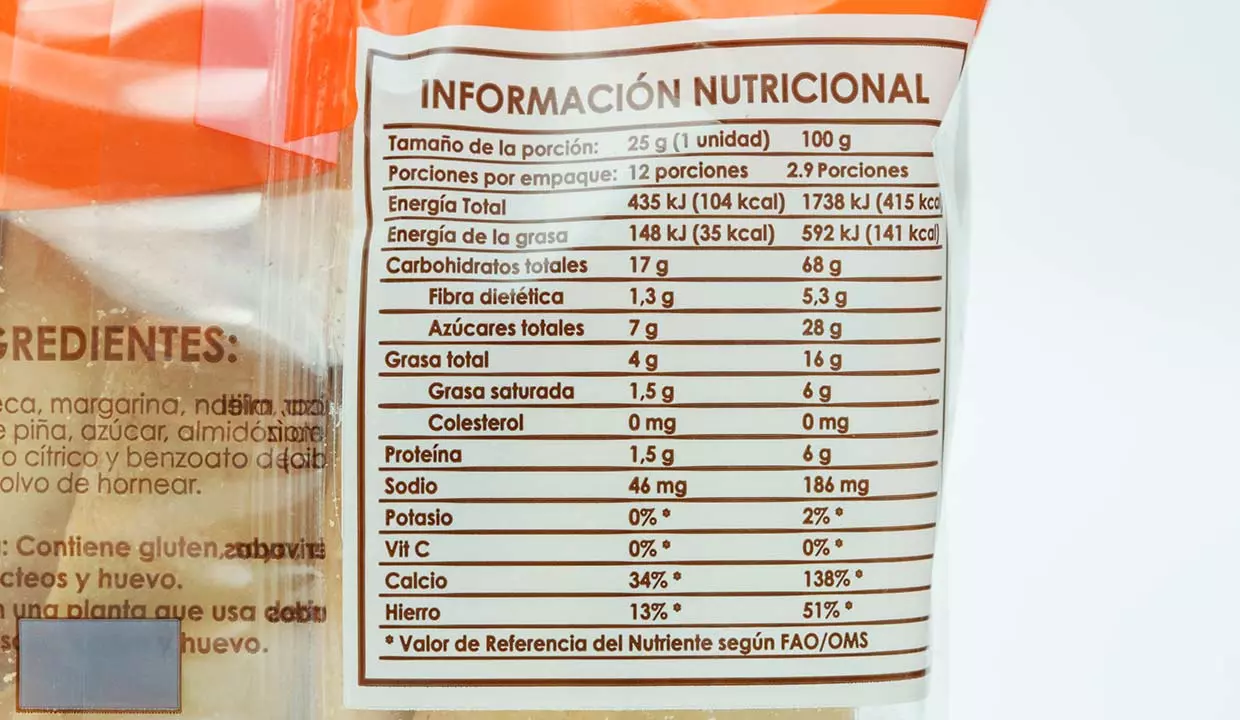 INFORMACIÓN NUTRICIONAL
Tamaño de la porción: 25 g (1 unidad) 100 g
Porciones por empaque: 12 porciones 2.9 Porciones
Energía Total 435 kJ (104 kcal) 1738 kJ (415 kcal
Energía de la grasa 148 kJ (35 kcal) 592 kJ (141 kcal)
Carbohidratos totales 17 g 68 g
Fibra dietética 1,3 g 5,3 g
Azúcares totales 7 g 28 g
Grasa total 4 g 16 g
Grasa saturada 1,5 g 6 g
Colesterol 0 mg 0 mg
Proteína 1,5 g 6 g
Sodio 46 mg 186 mg
Potasio 0% * 2% *
Vit C 0% * 0% *
Calcio 34% * 138% *
Hierro 13% * 51% *
* Valor de Referencia del Nutriente según FAO/OMS
GREDIENTES:
eca, margarina,
e piña, azúcar,
o cítrico y benzoato
olvo de hornear.
: Contiene gluten,
cteos y huevo.
una planta que usa
huevo.